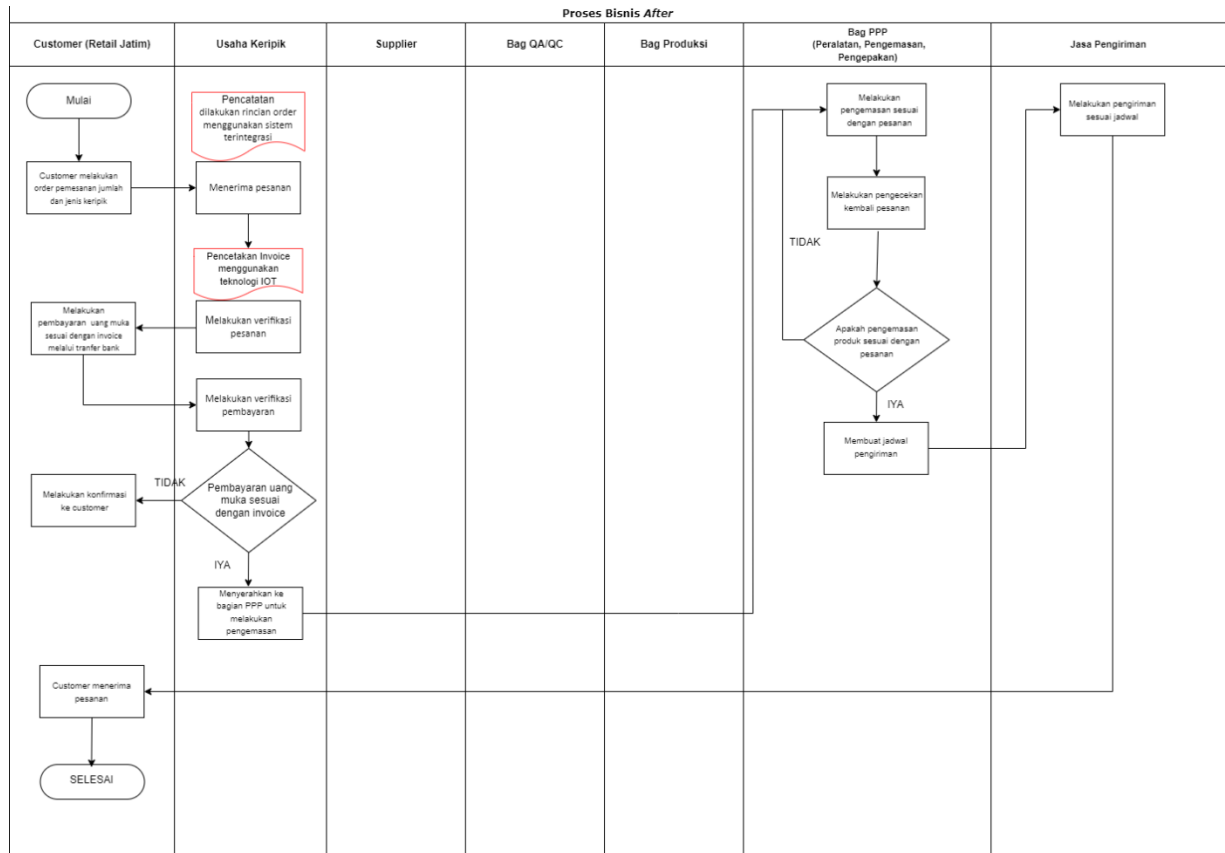 Proses Bisnis After
Customer (Retail Jatim)
Usaha Keripik
Supplier
Bag QA/QC
Bag Produksi
Bag PPP
(Peralatan, Pengemasan,
Pengepakan)
Jasa Pengiriman
Mulai
Customer melakukan
order pemesanan jumlah
dan jenis keripik
Pencatatan
dilakukan rincian order
menggunakan sistem
terintegrasi
Menerima pesanan
Pencetakan Invoice
menggunakan
teknologi IOT
Melakukan verifikasi
pesanan
Melakukan
pembayaran uang muka
sesuai dengan invoice
melalui tranfer bank
Melakukan verifikasi
pembayaran
Pembayaran uang
muka sesuai
dengan invoice
TIDAK
Melakukan konfirmasi
ke customer
IYA
Menyerahkan ke
bagian PPP untuk
melakukan
pengemasan
Melakukan
pengemasan sesuai
dengan pesanan
Melakukan pengecekan
kembali pesanan
TIDAK
Apakah pengemasan
produk sesuai dengan
pesanan
IYA
Membuat jadwal
pengiriman
Melakukan pengiriman
sesuai jadwal
Customer menerima
pesanan
SELESAI